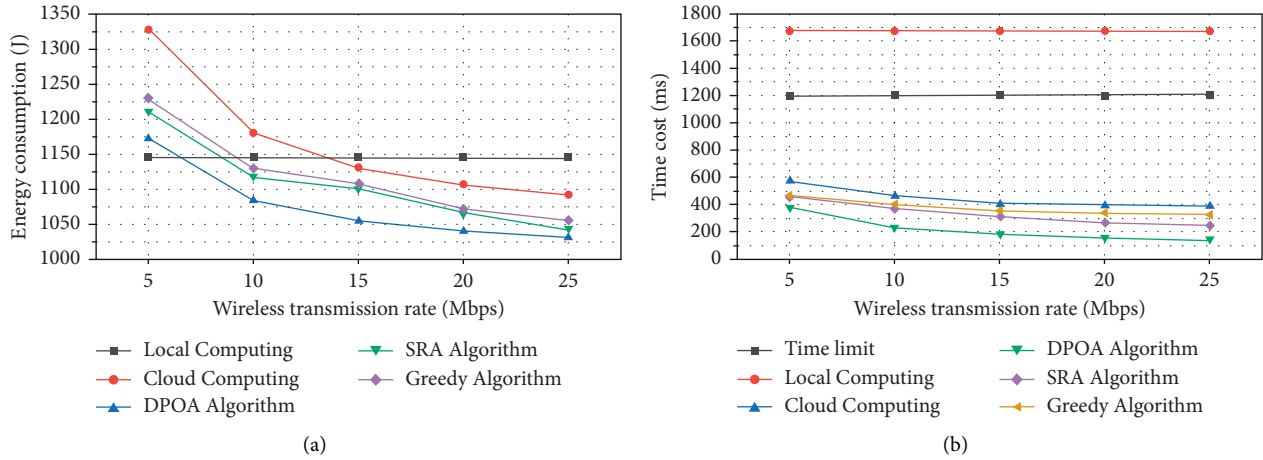 Energy consumption (J)
1350
1300
1250
1200
1150
1100
1050
1000
5 10 15 20 25
Wireless transmission rate (Mbps)
Local Computing
Cloud Computing
DPOA Algorithm
SRA Algorithm
Greedy Algorithm
(a)
Time cost (ms)
1800
1600
1400
1200
1000
800
600
400
200
0
5 10 15 20 25
Wireless transmission rate (Mbps)
Time limit
Local Computing
Cloud Computing
DPOA Algorithm
SRA Algorithm
Greedy Algorithm
(b)